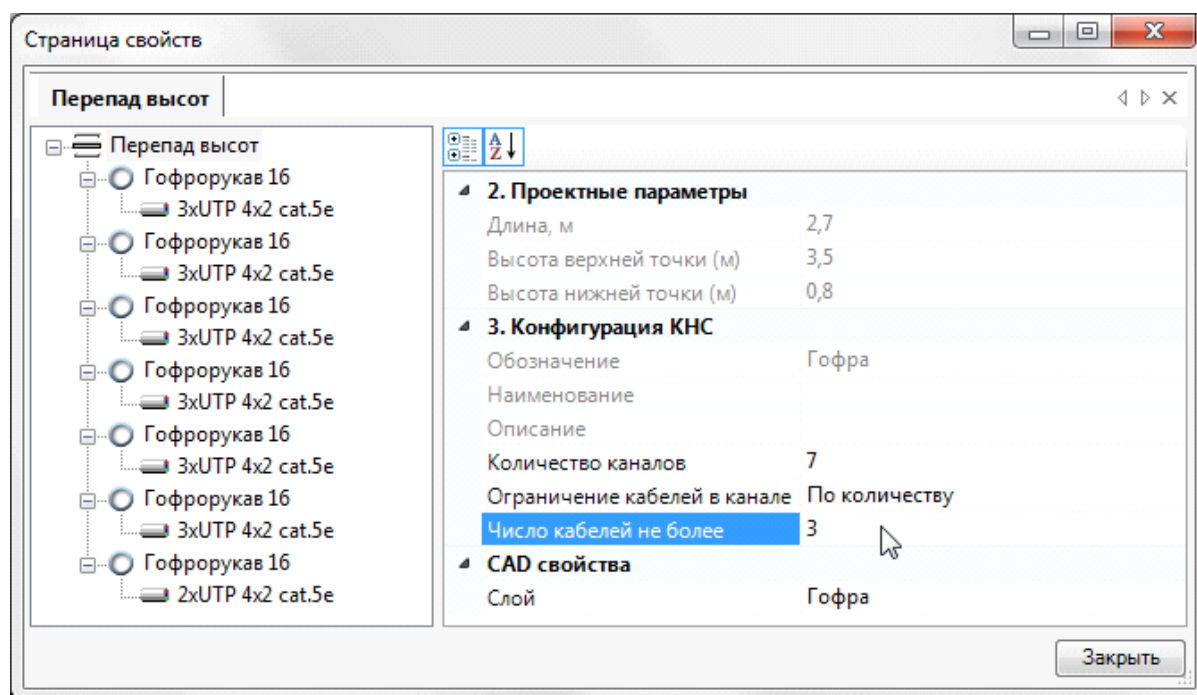 Страница свойств
Перепад высот
Перепад высот
Гофрорукав 16
3xUTP 4x2 cat.5e
Гофрорукав 16
3xUTP 4x2 cat.5e
Гофрорукав 16
3xUTP 4x2 cat.5e
Гофрорукав 16
3xUTP 4x2 cat.5e
Гофрорукав 16
3xUTP 4x2 cat.5e
Гофрорукав 16
3xUTP 4x2 cat.5e
Гофрорукав 16
2xUTP 4x2 cat.5e
2. Проектные параметры
Длина, м 2,7
Высота верхней точки (м) 3,5
Высота нижней точки (м) 0,8
3. Конфигурация КНС
Обозначение Гофра
Наименование
Описание
Количество каналов 7
Ограничение кабелей в канале По количеству
Число кабелей не более 3
CAD свойства
Слой Гофра
Закрыть